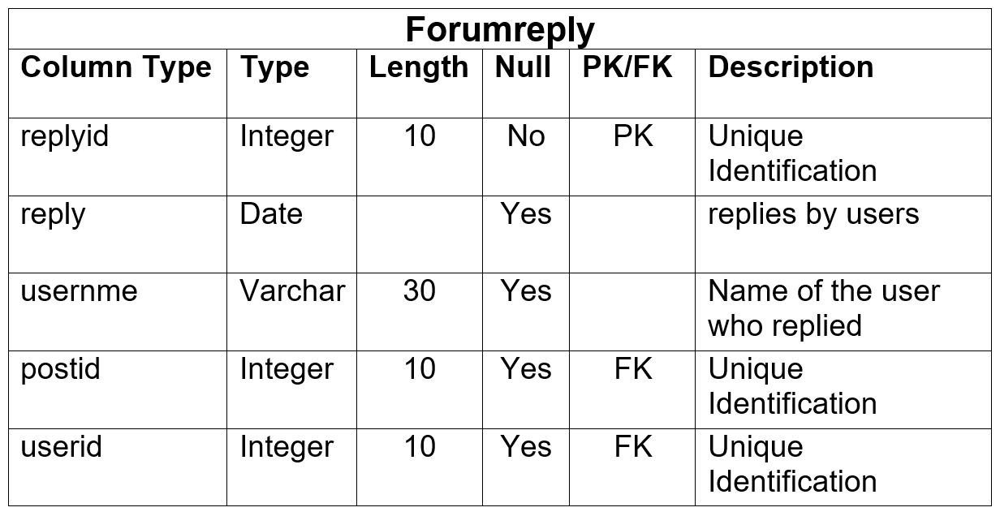 Forumreply
Column Type Type Length Null PK/FK Description
replyid Integer 10 No PK Unique
Identification
reply Date Yes replies by users
usernme Varchar 30 Yes Name of the user
who replied
postid Integer 10 Yes FK Unique
Identification
userid Integer 10 Yes FK Unique
Identification